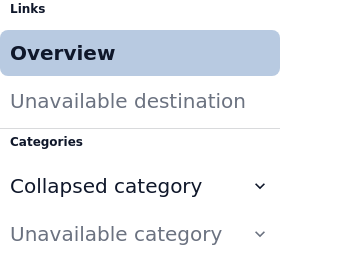 Links
Overview
Unavailable destination
Categories
Collapsed category
Unavailable category